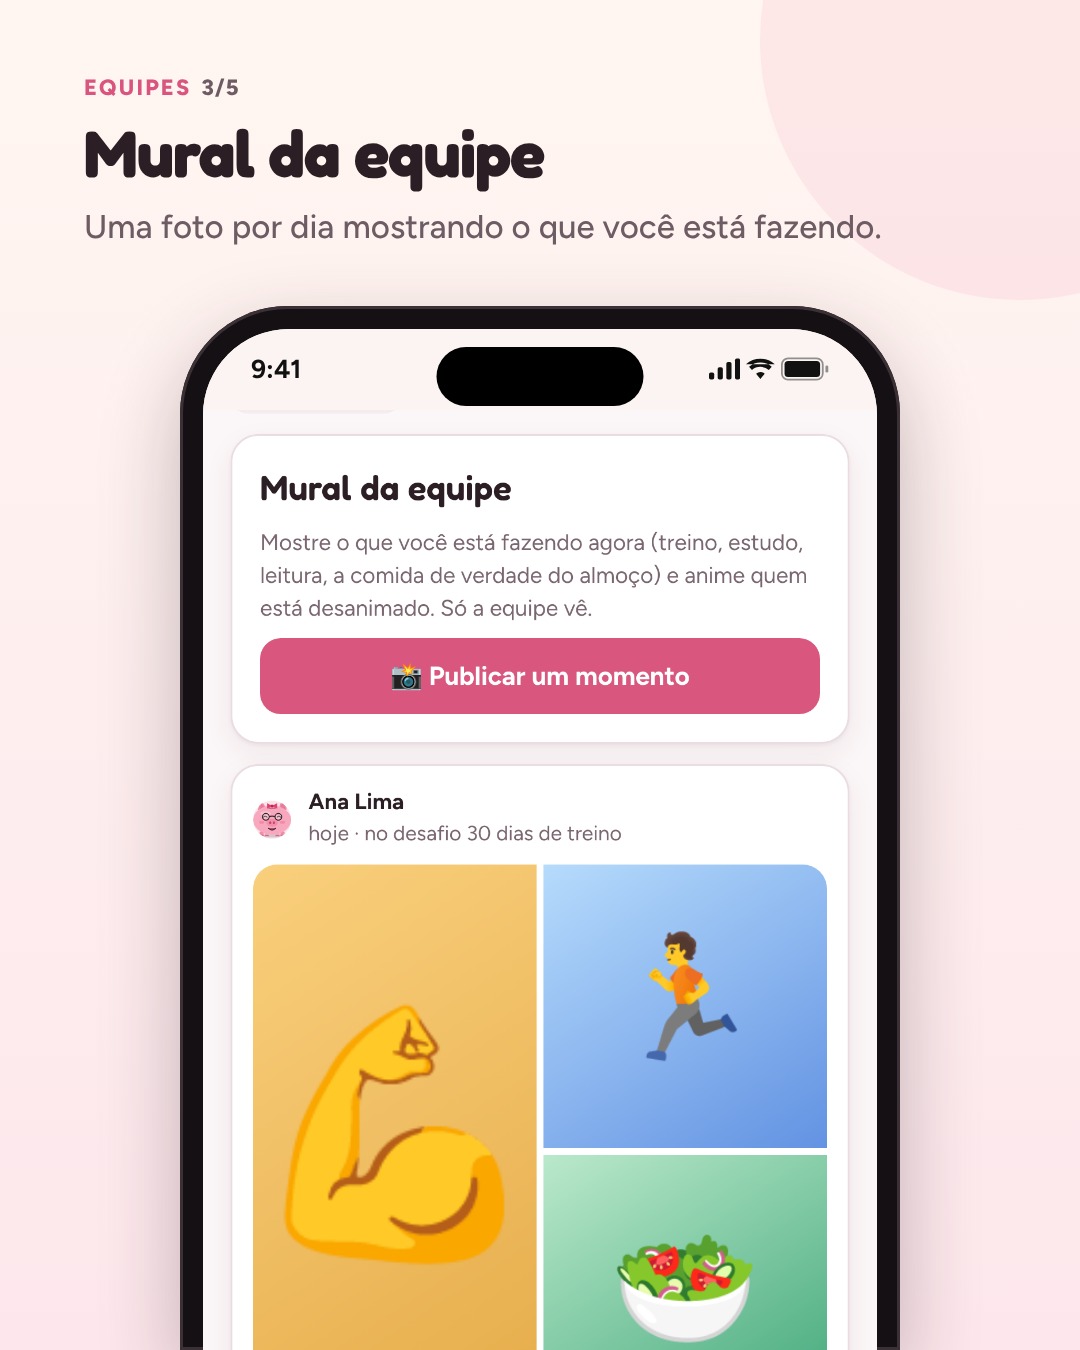 EQUIPES 3/5
Mural da equipe
Uma foto por dia mostrando o que você está fazendo.
9:41
Mural da equipe
Mostre o que você está fazendo agora (treino, estudo,
leitura, a comida de verdade do almoço) e anime quem
está desanimado. Só a equipe vê.
📸 Publicar um momento
Ana Lima
hoje · no desafio 30 dias de treino